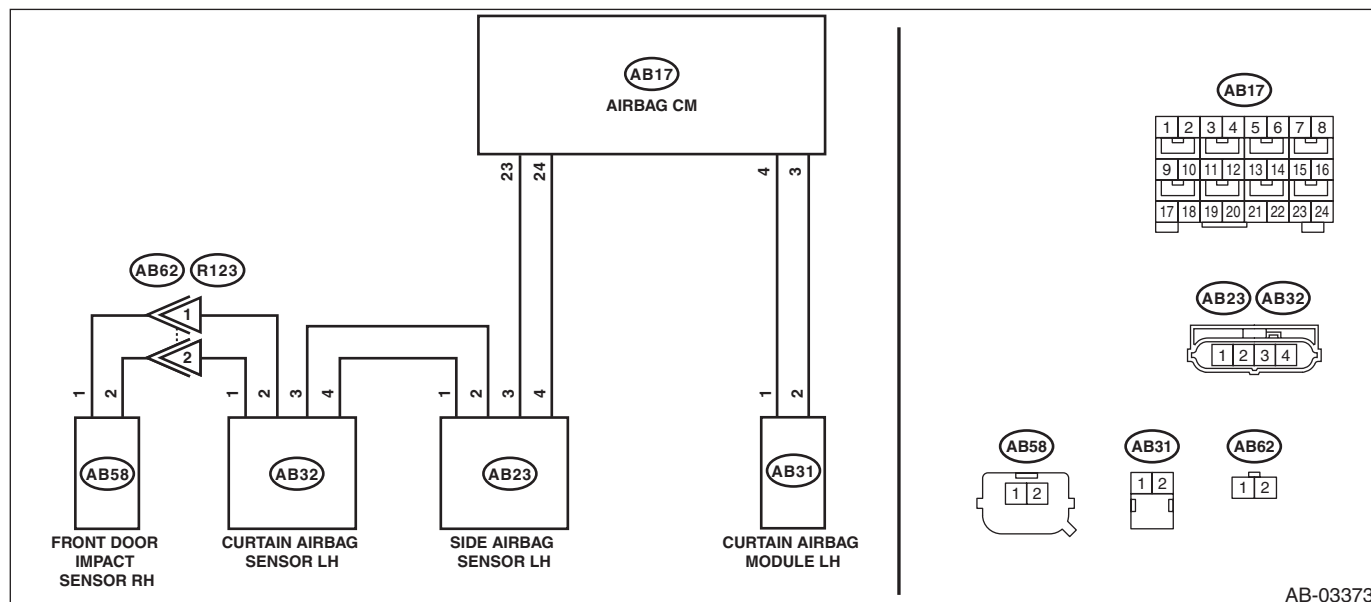 AB17
AIRBAG CM
23 24 4 3
AB62 R123
1
2
1 2 1 2 3 4 1 2 3 4 1 2
AB58 AB32 AB23 AB31
FRONT DOOR
IMPACT
SENSOR RH
CURTAIN AIRBAG
SENSOR LH
SIDE AIRBAG
SENSOR LH
CURTAIN AIRBAG
MODULE LH
AB17
1 2 3 4 5 6 7 8
9 10 11 12 13 14 15 16
17 18 19 20 21 22 23 24
AB23 AB32
1 2 3 4
AB58 AB31 AB62
1 2 1 2 1 2
AB-03373